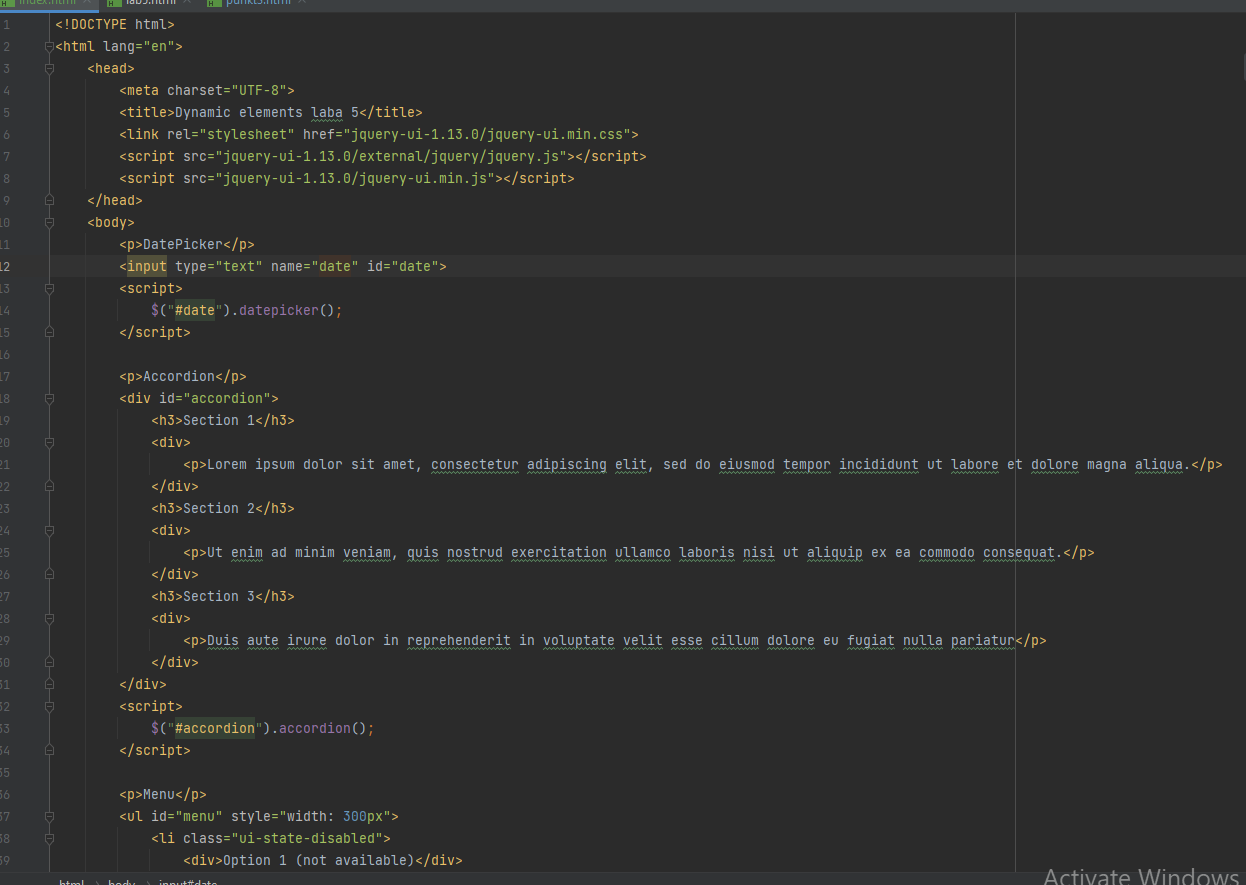 index.html lab5.html punkt3.html
1 <!DOCTYPE html>
2 <html lang="en">
3 <head>
4 <meta charset="UTF-8">
5 <title>Dynamic elements laba 5</title>
6 <link rel="stylesheet" href="jquery-ui-1.13.0/jquery-ui.min.css">
7 <script src="jquery-ui-1.13.0/external/jquery/jquery.js"></script>
8 <script src="jquery-ui-1.13.0/jquery-ui.min.js"></script>
9 </head>
10 <body>
11 <p>DatePicker</p>
12 <input type="text" name="date" id="date">
13 <script>
14 $("#date").datepicker();
15 </script>
16
17 <p>Accordion</p>
18 <div id="accordion">
19 <h3>Section 1</h3>
20 <div>
21 <p>Lorem ipsum dolor sit amet, consectetur adipiscing elit, sed do eiusmod tempor incididunt ut labore et dolore magna aliqua.</p>
22 </div>
23 <h3>Section 2</h3>
24 <div>
25 <p>Ut enim ad minim veniam, quis nostrud exercitation ullamco laboris nisi ut aliquip ex ea commodo consequat.</p>
26 </div>
27 <h3>Section 3</h3>
28 <div>
29 <p>Duis aute irure dolor in reprehenderit in voluptate velit esse cillum dolore eu fugiat nulla pariatur</p>
30 </div>
31 </div>
32 <script>
33 $("#accordion").accordion();
34 </script>
35
36 <p>Menu</p>
37 <ul id="menu" style="width: 300px">
38 <li class="ui-state-disabled">
39 <div>Option 1 (not available)</div>
html body input#date
Activate Windows